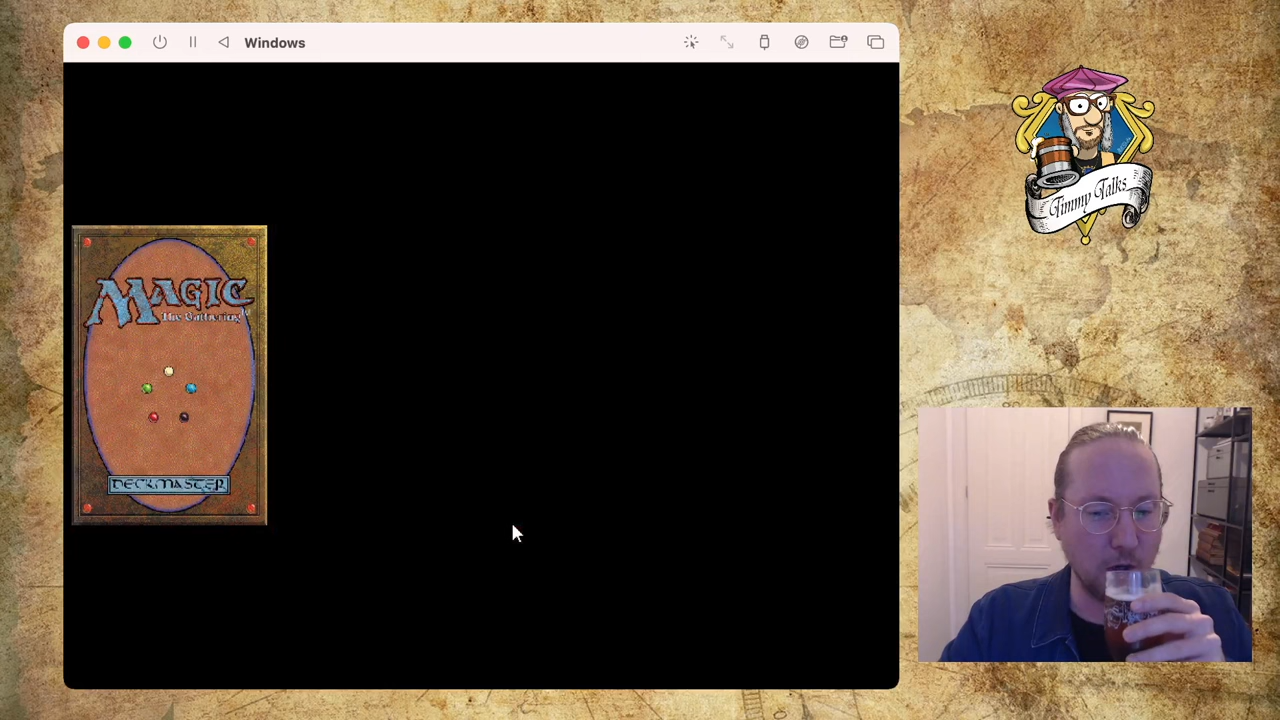 Windows
MAGIC
The Gathering
DECKMASTER
Timmy Talks